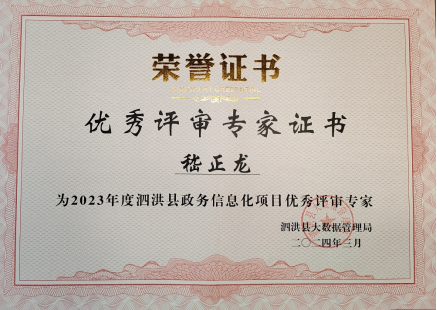 荣誉证书
优秀评审专家证书
嵇正龙
为2023年度泗洪县政务信息化项目优秀评审专家
泗洪县大数据管理局
二〇二四年三月